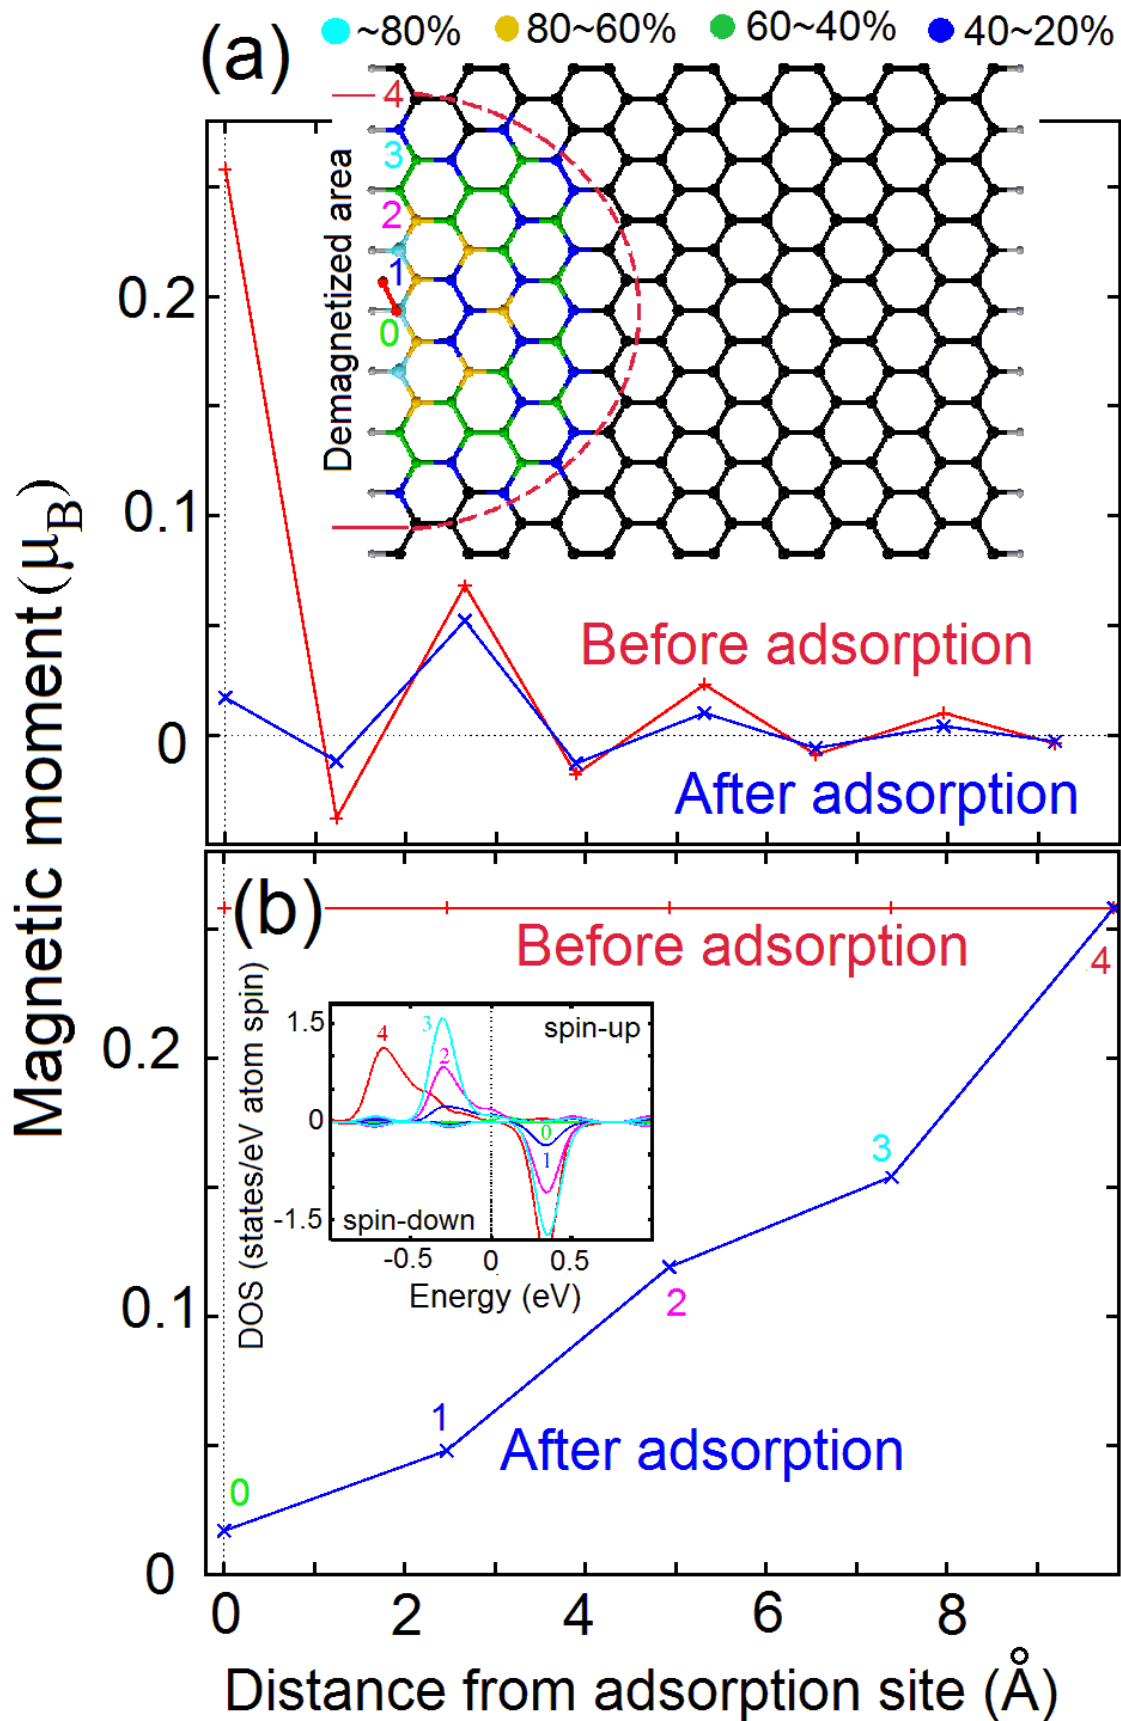 (a)
~80% 80~60% 60~40% 40~20%
4
3
2
1
0
Demagnetized area
0.2
0.1
0
Before adsorption
After adsorption
Magnetic moment (μB)
(b)
Before adsorption
4
3
2
1
0
After adsorption
0.2
0.1
0
DOS (states/eV atom spin)
1.5
0
-1.5
4
3
2
0
1
spin-up
spin-down
-0.5 0 0.5
Energy (eV)
0 2 4 6 8
Distance from adsorption site (Å)